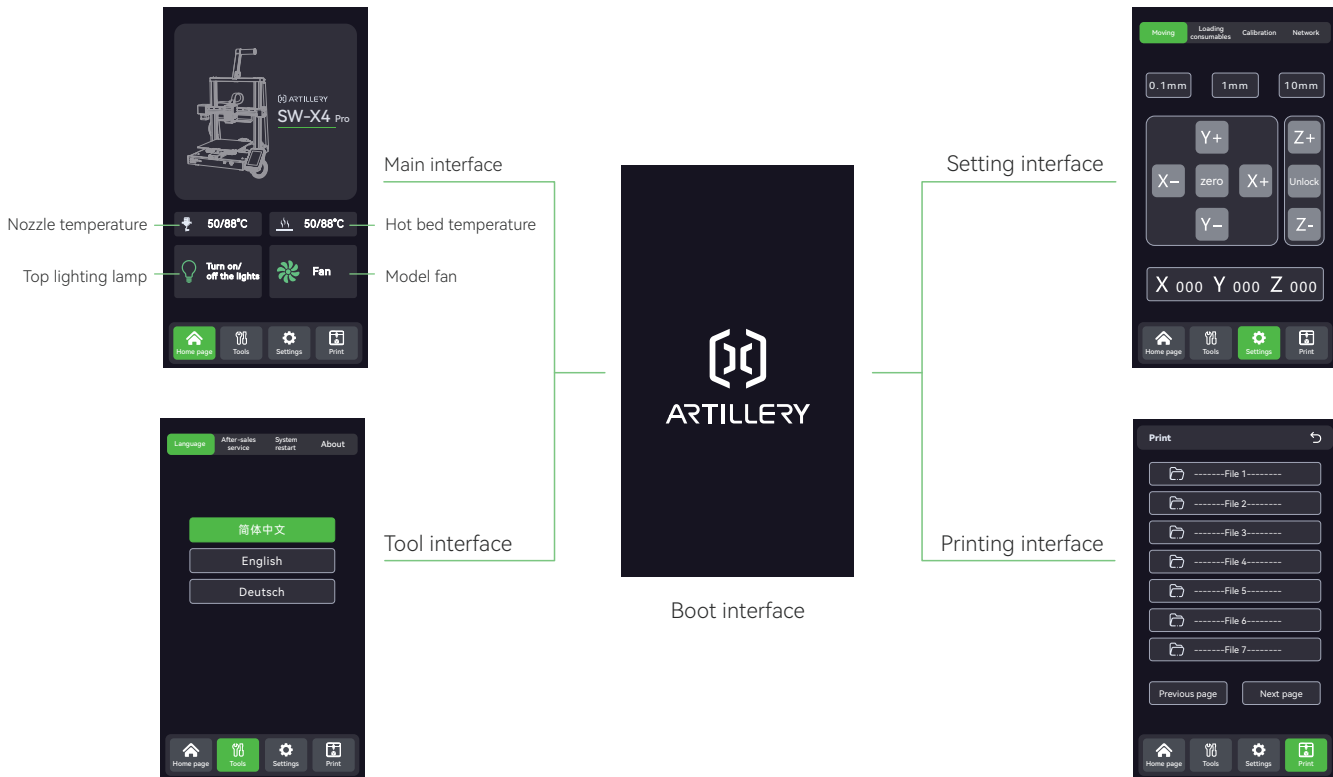 ARTILLERY
SW-X4 Pro
Main interface
Nozzle temperature
50/88°C
50/88°C
Hot bed temperature
Top lighting lamp
Turn on/
off the lights
Fan
Model fan
Home page
Tools
Settings
Print
Language
After-sales
service
System
restart
About
简体中文
English
Deutsch
Tool interface
Home page
Tools
Settings
Print
ARTILLERY
Boot interface
Moving
Loading
consumables
Calibration
Network
0.1mm
1mm
10mm
Setting interface
Y+
Z+
X-
zero
X+
Unlock
Y-
Z-
X 000 Y 000 Z 000
Home page
Tools
Settings
Print
Print
-------File 1--------
-------File 2--------
-------File 3--------
-------File 4--------
-------File 5--------
-------File 6--------
-------File 7--------
Printing interface
Previous page
Next page
Home page
Tools
Settings
Print